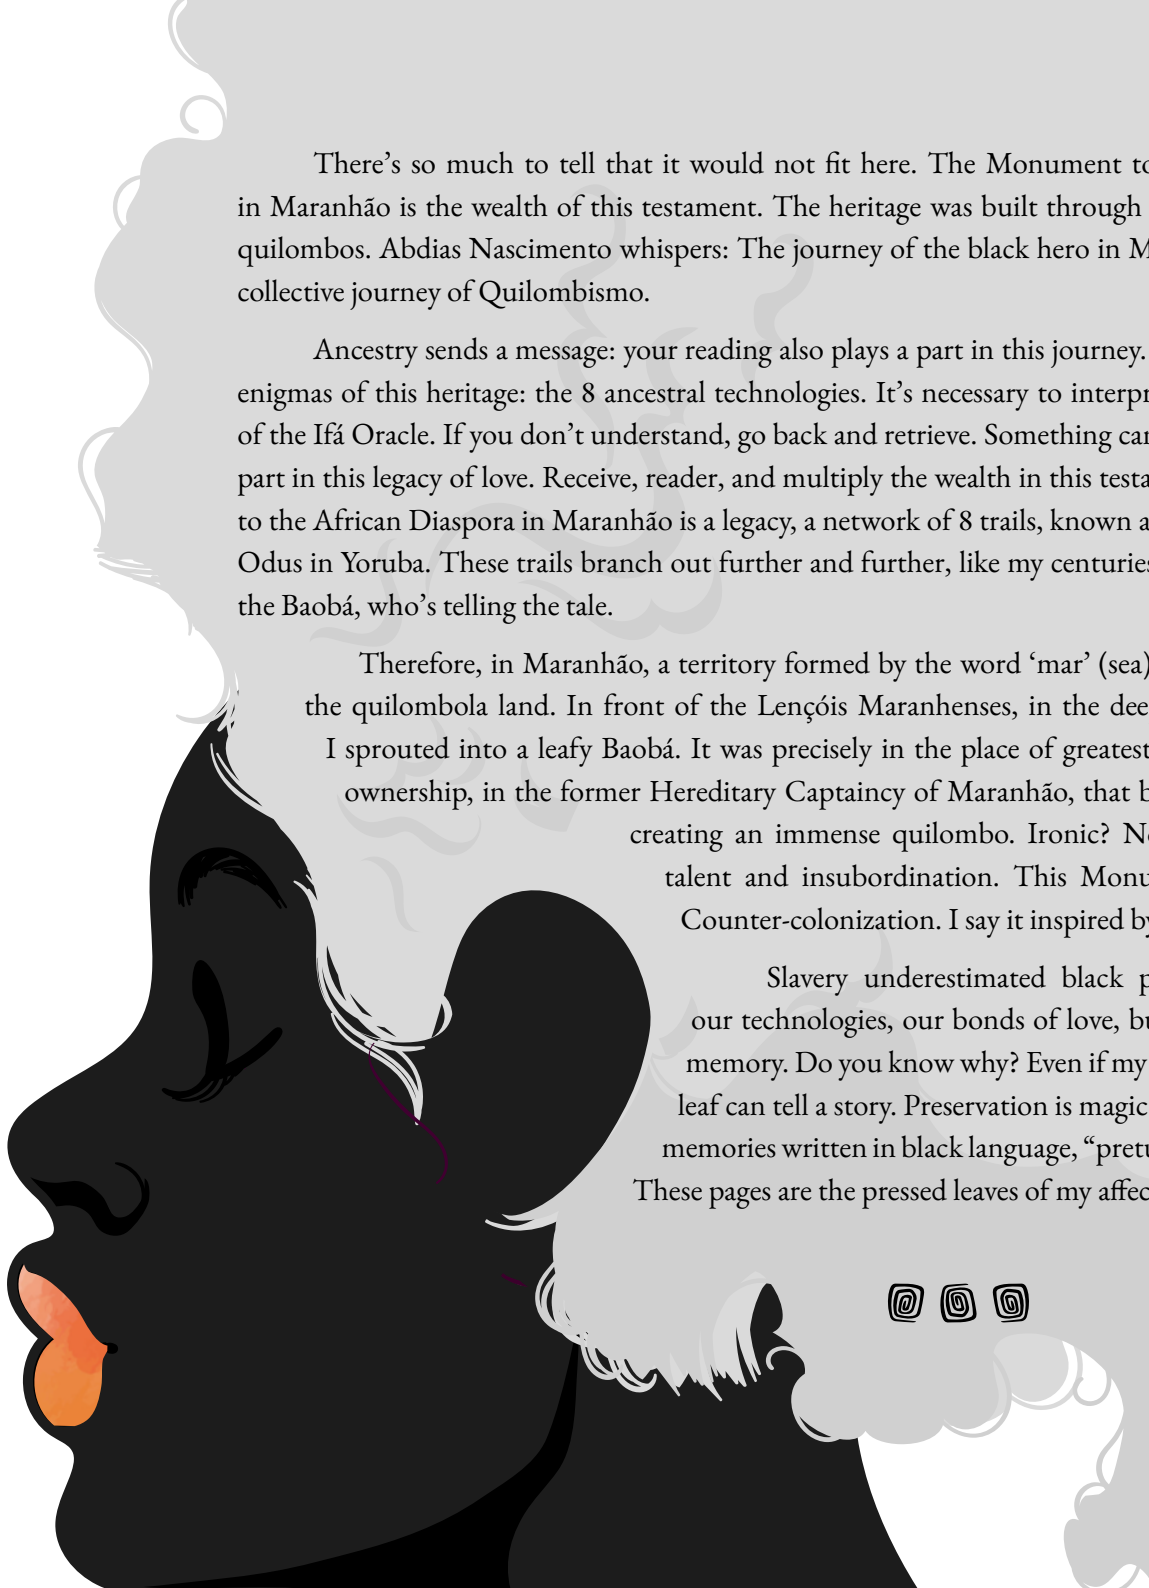 There’s so much to tell that it would not fit here. The Monument to
in Maranhão is the wealth of this testament. The heritage was built through
quilombos. Abdias Nascimento whispers: The journey of the black hero in M
collective journey of Quilombismo.
Ancestry sends a message: your reading also plays a part in this journey.
enigmas of this heritage: the 8 ancestral technologies. It’s necessary to interpr
of the Ifá Oracle. If you don’t understand, go back and retrieve. Something can
part in this legacy of love. Receive, reader, and multiply the wealth in this testa
to the African Diaspora in Maranhão is a legacy, a network of 8 trails, known a
Odus in Yoruba. These trails branch out further and further, like my centuries
the Baobá, who’s telling the tale.
Therefore, in Maranhão, a territory formed by the word ‘mar’ (sea)
the quilombola land. In front of the Lençóis Maranhenses, in the dee
I sprouted into a leafy Baobá. It was precisely in the place of greatest
ownership, in the former Hereditary Captaincy of Maranhão, that b
creating an immense quilombo. Ironic? No
talent and insubordination. This Monu
Counter-colonization. I say it inspired by
Slavery underestimated black p
our technologies, our bonds of love, bu
memory. Do you know why? Even if my
leaf can tell a story. Preservation is magic
memories written in black language, “pretu
These pages are the pressed leaves of my affec